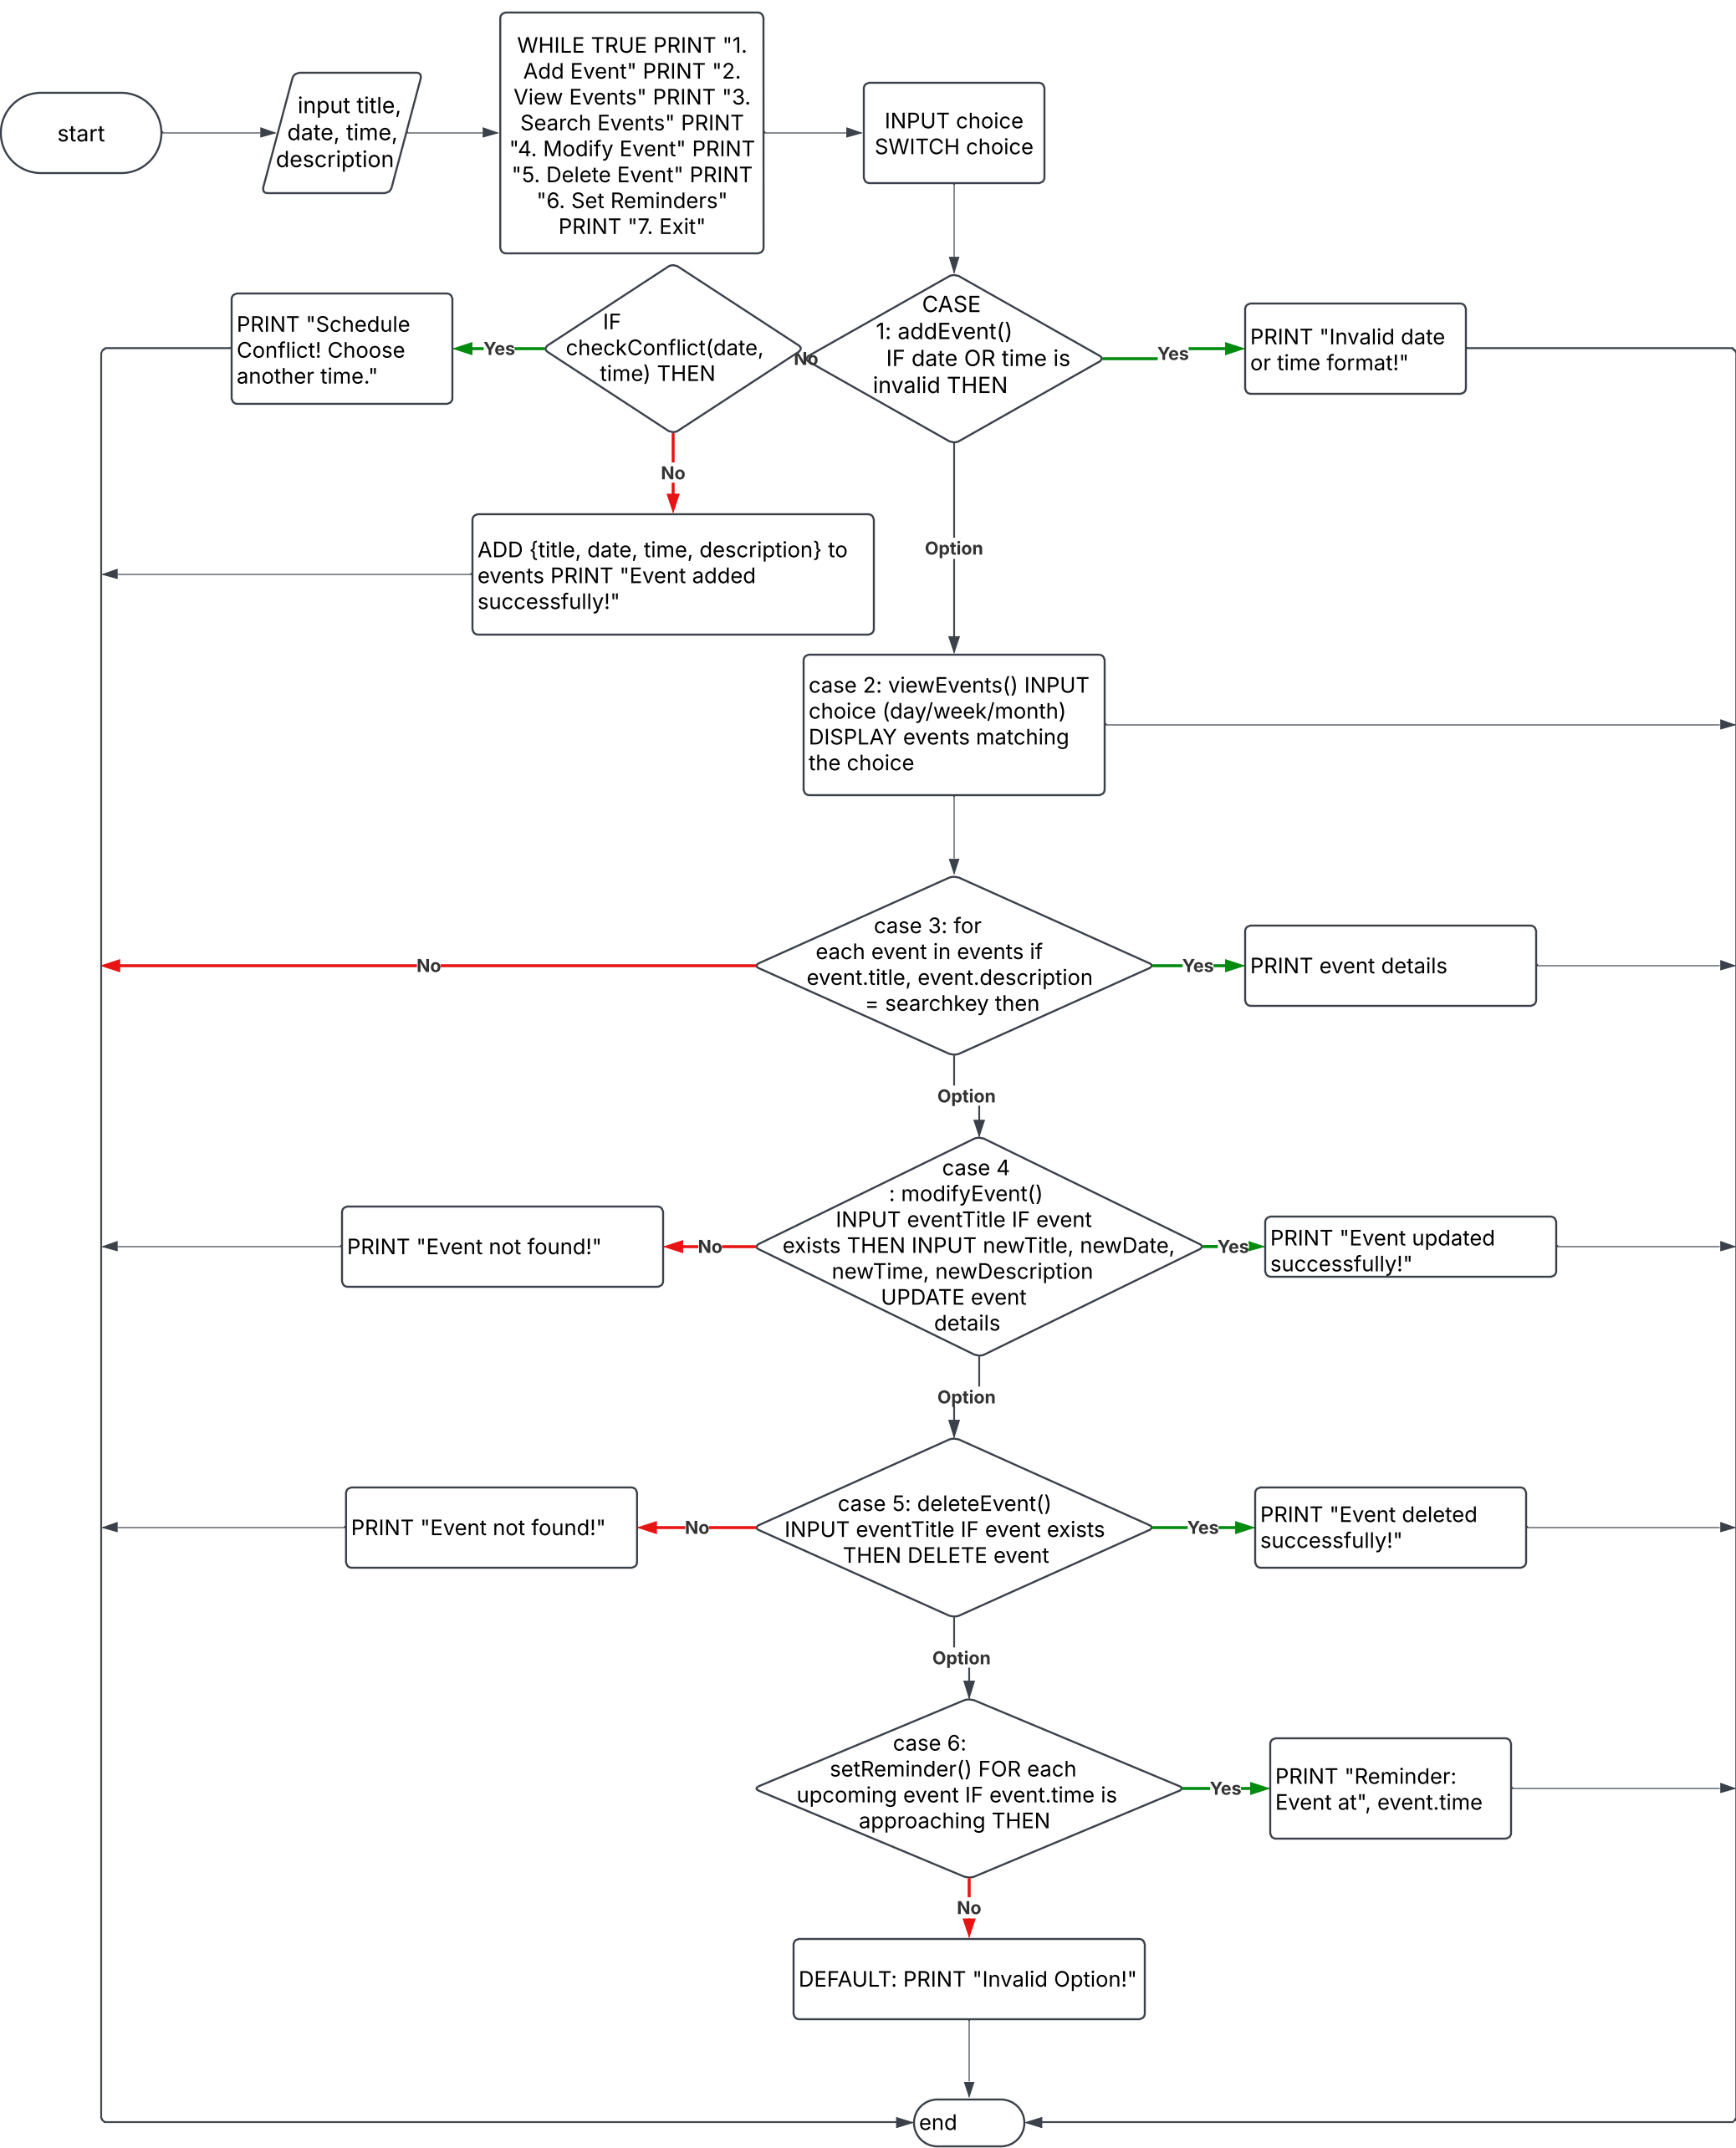 start
input title,
date, time,
description
WHILE TRUE PRINT "1.
Add Event" PRINT "2.
View Events" PRINT "3.
Search Events" PRINT
"4. Modify Event" PRINT
"5. Delete Event" PRINT
"6. Set Reminders"
PRINT "7. Exit"
INPUT choice
SWITCH choice
PRINT "Schedule
Conflict! Choose
another time."
Yes
IF
checkConflict(date,
time) THEN
No
CASE
1: addEvent()
IF date OR time is
invalid THEN
Yes
PRINT "Invalid date
or time format!"
No
Option
ADD {title, date, time, description} to
events PRINT "Event added
successfully!"
case 2: viewEvents() INPUT
choice (day/week/month)
DISPLAY events matching
the choice
No
case 3: for
each event in events if
event.title, event.description
= searchkey then
Yes
PRINT event details
Option
PRINT "Event not found!"
No
case 4
: modifyEvent()
INPUT eventTitle IF event
exists THEN INPUT newTitle, newDate,
newTime, newDescription
UPDATE event
details
Yes
PRINT "Event updated
successfully!"
Option
PRINT "Event not found!"
No
case 5: deleteEvent()
INPUT eventTitle IF event exists
THEN DELETE event
Yes
PRINT "Event deleted
successfully!"
Option
case 6:
setReminder() FOR each
upcoming event IF event.time is
approaching THEN
Yes
PRINT "Reminder:
Event at", event.time
No
DEFAULT: PRINT "Invalid Option!"
end